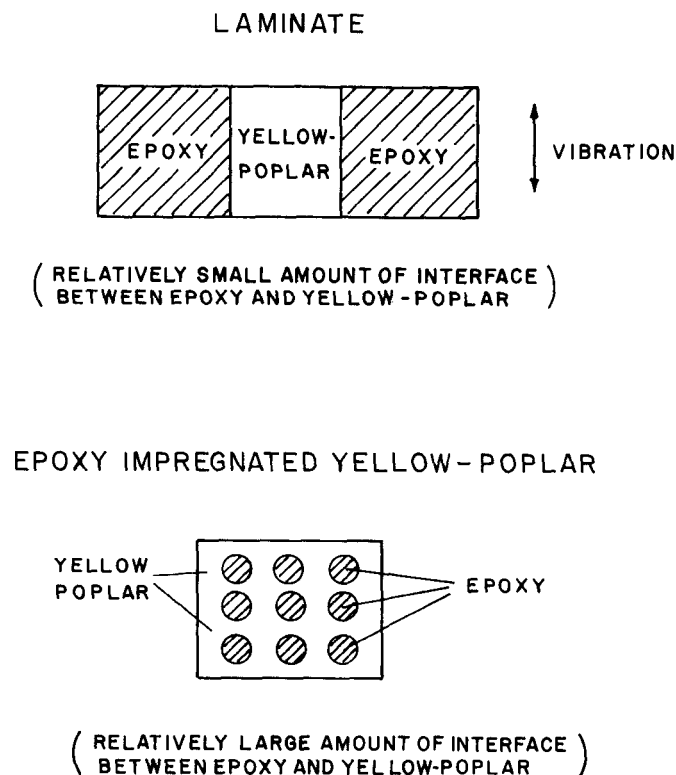 LAMINATE
EPOXY
YELLOW-
POPLAR
EPOXY
VIBRATION
(RELATIVELY SMALL AMOUNT OF INTERFACE
BETWEEN EPOXY AND YELLOW-POPLAR)
EPOXY IMPREGNATED YELLOW-POPLAR
YELLOW
POPLAR
EPOXY
(RELATIVELY LARGE AMOUNT OF INTERFACE
BETWEEN EPOXY AND YELLOW-POPLAR)